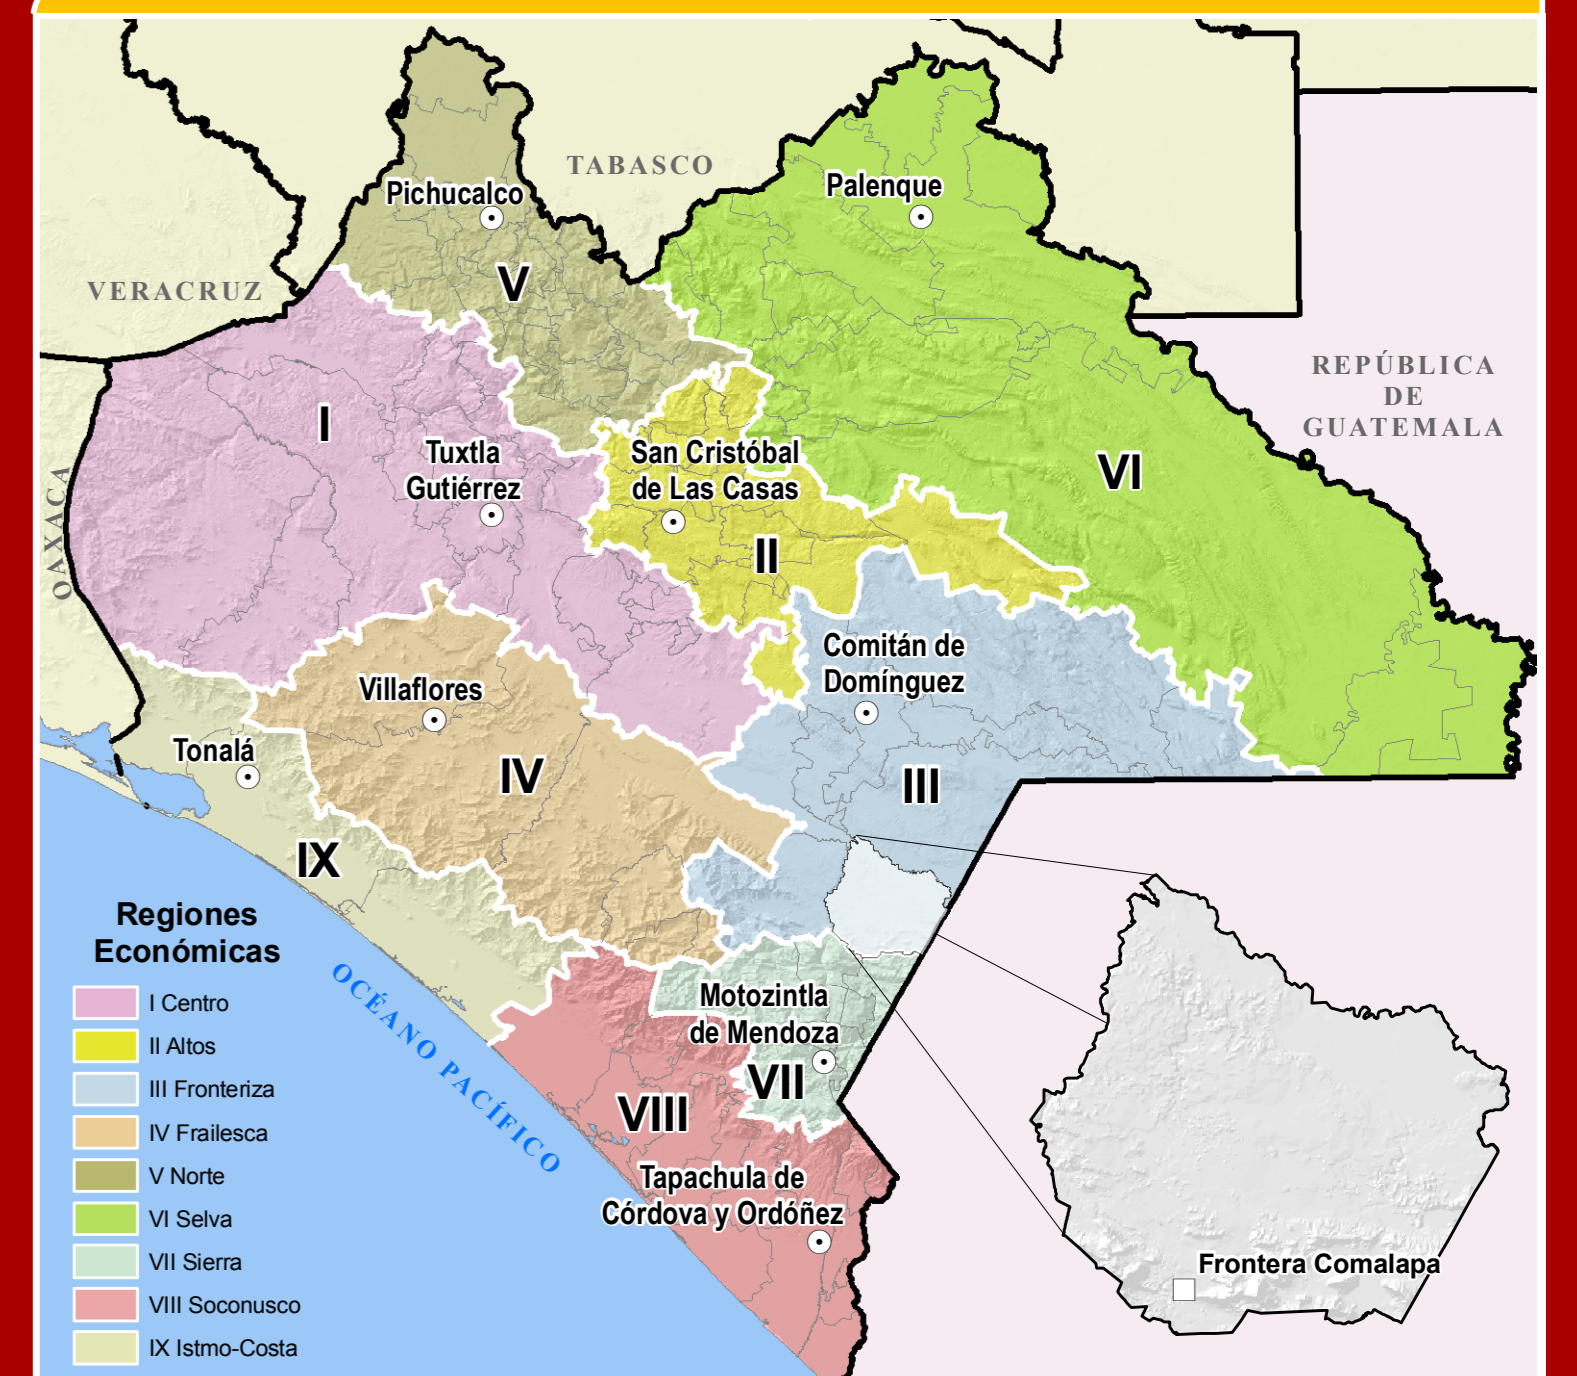 TABASCO
Palenque
Pichucalco
V
VERACRUZ
REPÚBLICA
DE
GUATEMALA
I
Tuxtla
Gutiérrez
San Cristóbal
de Las Casas
VI
OAXACA
II
Comitán de
Domínguez
Villaflores
Tonalá
IV
III
IX
Regiones
Económicas
I Centro
II Altos
III Fronteriza
IV Frailesca
V Norte
VI Selva
VII Sierra
VIII Soconusco
IX Istmo-Costa
OCÉANO PACÍFICO
Motozintla
de Mendoza
VII
VIII
Tapachula de
Córdova y Ordóñez
Frontera Comalapa